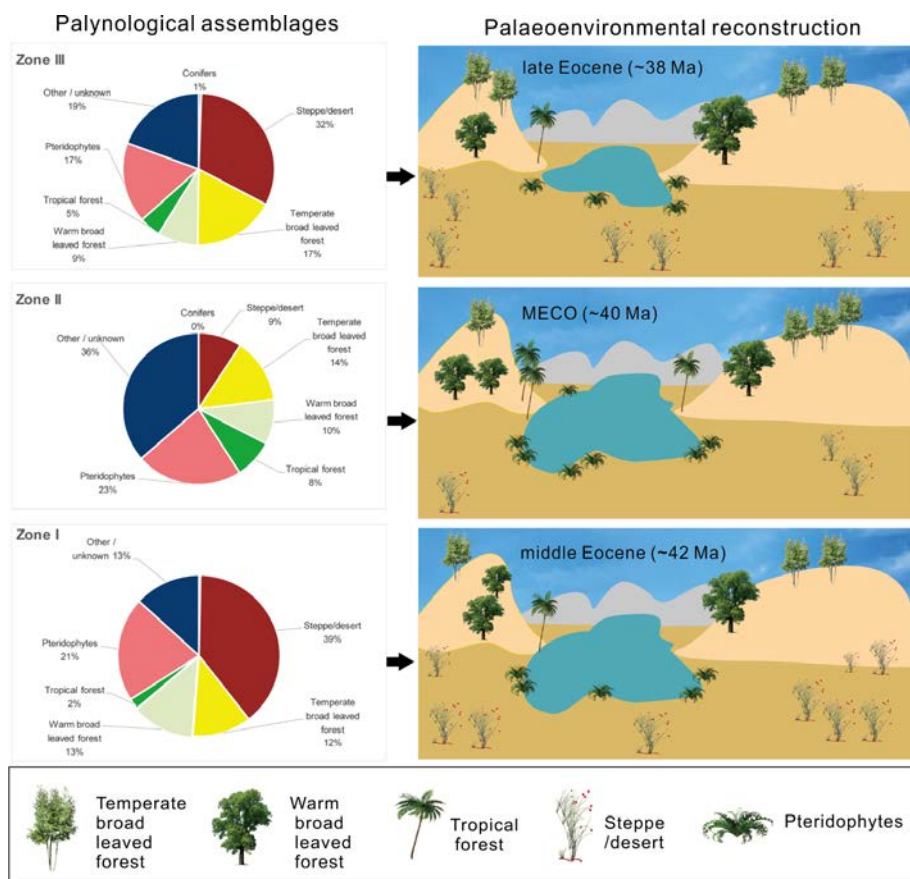 Palynological assemblages
Palaeoenvironmental reconstruction
Zone III
Conifers
1%
Other / unknown
19%
Steppe/desert
32%
Pteridophytes
17%
Tropical forest
5%
Warm broad
leaved forest
9%
Temperate
broad leaved
forest
17%
late Eocene (~38 Ma)
Zone II
Conifers
0%
Steppe/desert
9%
Other / unknown
36%
Temperate
broad leaved
forest
14%
Warm broad
leaved forest
10%
Tropical forest
8%
Pteridophytes
23%
MECO (~40 Ma)
Zone I
Other /
unknown 13%
Steppe/desert
39%
Pteridophytes
21%
Tropical forest
2%
Warm broad
leaved forest
13%
Temperate
broad leaved
forest
12%
middle Eocene (~42 Ma)
Temperate
broad
leaved
forest
Warm
broad
leaved
forest
Tropical
forest
Steppe
/desert
Pteridophytes